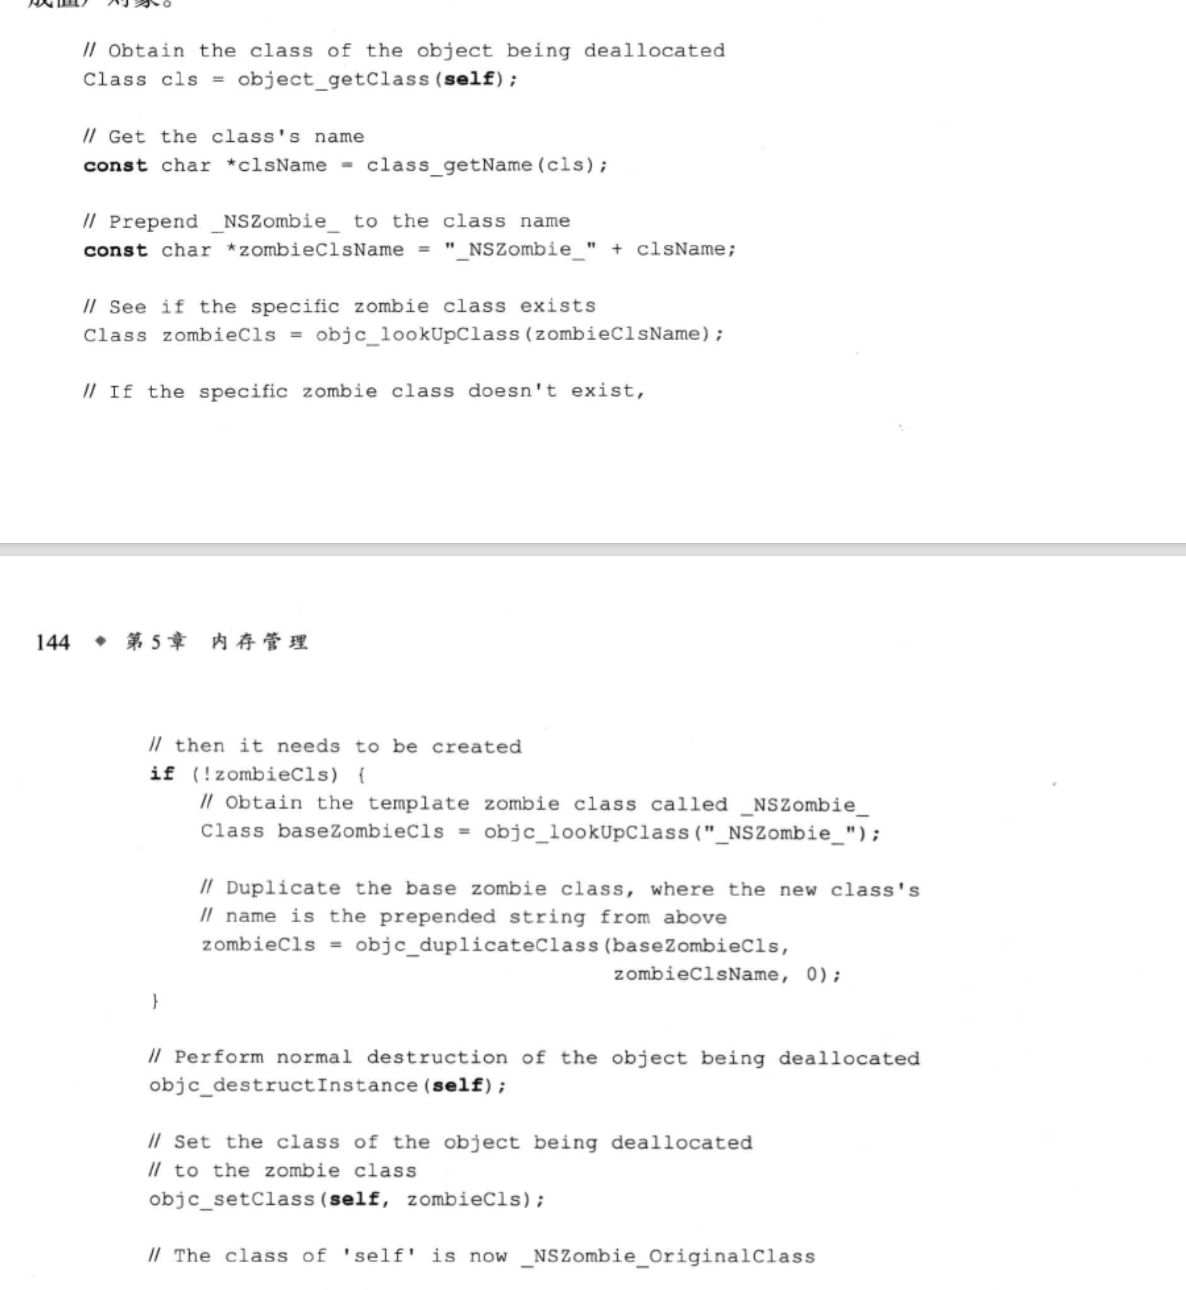 // Obtain the class of the object being deallocated
Class cls = object_getClass(self);
// Get the class's name
const char *clsName = class_getName(cls);
// Prepend _NSZombie_ to the class name
const char *zombieClsName = "_NSZombie_" + clsName;
// See if the specific zombie class exists
Class zombieCls = objc_lookUpClass(zombieClsName);
// If the specific zombie class doesn't exist,
144 ◆ 第5章 内存管理
// then it needs to be created
if (!zombieCls) {
// Obtain the template zombie class called _NSZombie_
Class baseZombieCls = objc_lookUpClass("_NSZombie_");
// Duplicate the base zombie class, where the new class's
// name is the prepended string from above
zombieCls = objc_duplicateClass(baseZombieCls,
zombieClsName, 0);
}
// Perform normal destruction of the object being deallocated
objc_destructInstance(self);
// Set the class of the object being deallocated
// to the zombie class
objc_setClass(self, zombieCls);
// The class of 'self' is now _NSZombie_OriginalClass